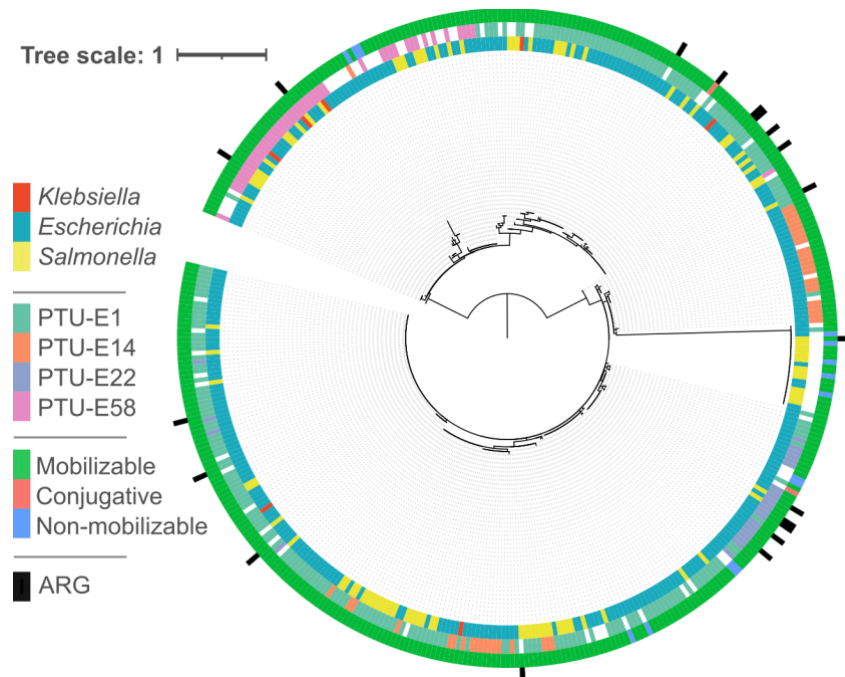 Tree scale: 1
Klebsiella
Escherichia
Salmonella
PTU-E1
PTU-E14
PTU-E22
PTU-E58
Mobilizable
Conjugative
Non-mobilizable
ARG